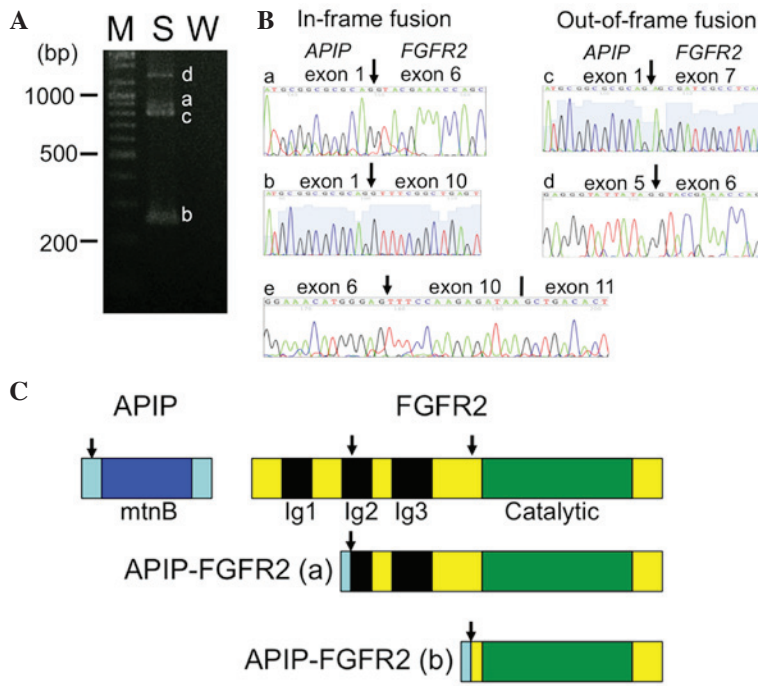 A
M S W
(bp)
1000
500
200
d
a
c
b
B
In-frame fusion
APIP FGFR2
a exon 1 exon 6
ATGCGGCGCGCAGGTACGAAACCAGC
b exon 1 exon 10
ATGCGGCGCGCAGGTTTCGGCTGAGT
e exon 6 exon 10 exon 11
GGAAACATGGGAGTTTCCAAGAGATAAGCTGACACT
Out-of-frame fusion
APIP FGFR2
c exon 1 exon 7
d exon 5 exon 6
C
APIP FGFR2
mtnB
Ig1 Ig2 Ig3 Catalytic
APIP-FGFR2 (a)
APIP-FGFR2 (b)